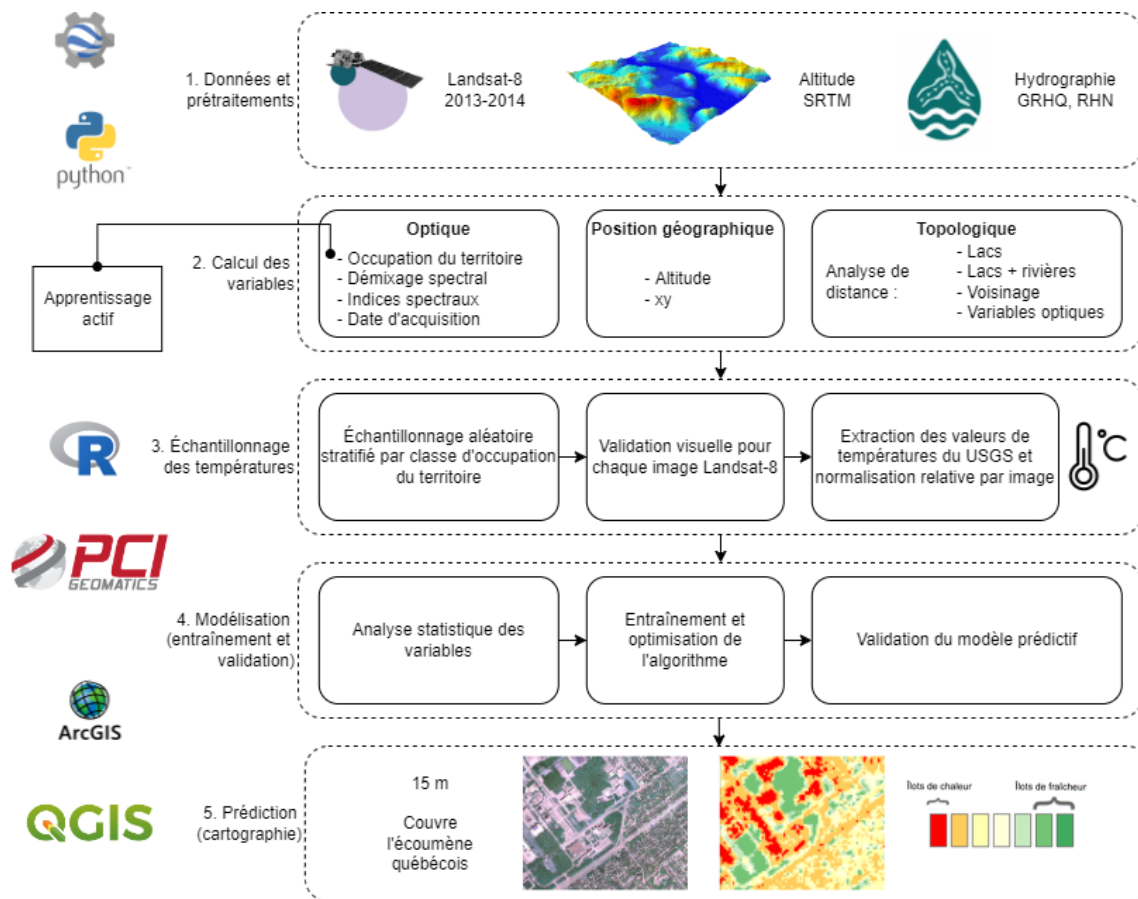 1. Données et
prétraitements
Landsat-8
2013-2014
Altitude
SRTM
Hydrographie
GRHQ, RHN
python™
2. Calcul des
variables
Apprentissage
actif
Optique
- Occupation du territoire
- Démixage spectral
- Indices spectraux
- Date d'acquisition
Position géographique
- Altitude
- xy
Topologique
Analyse de
distance :
- Lacs
- Lacs + rivières
- Voisinage
- Variables optiques
R
3. Échantillonnage
des températures
Échantillonnage aléatoire
stratifié par classe d'occupation
du territoire
Validation visuelle pour
chaque image Landsat-8
Extraction des valeurs de
températures du USGS et
normalisation relative par image
°C
PCI
GEOMATICS
4. Modélisation
(entraînement et
validation)
Analyse statistique des
variables
Entraînement et
optimisation de
l'algorithme
Validation du modèle prédictif
ArcGIS
QGIS
5. Prédiction
(cartographie)
15 m
Couvre
l'écoumène
québécois
Îlots de chaleur
Îlots de fraîcheur